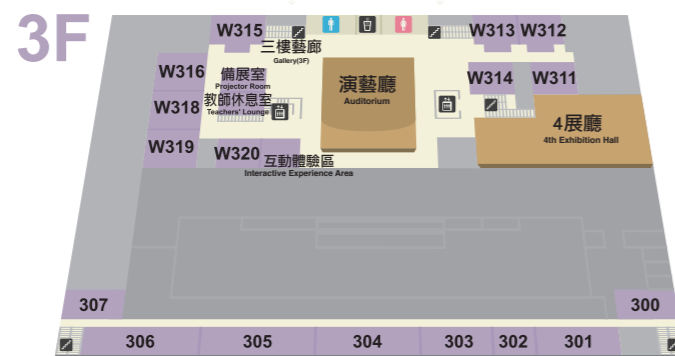 3F
W315
W313
W312
三樓藝廊
Gallery(3F)
W316
備展室
Projector Room
演藝廳
Auditorium
W314
W311
W318
教師休息室
Teachers' Lounge
4展廳
4th Exhibition Hall
W319
W320
互動體驗區
Interactive Experience Area
307
300
306
305
304
303
302
301